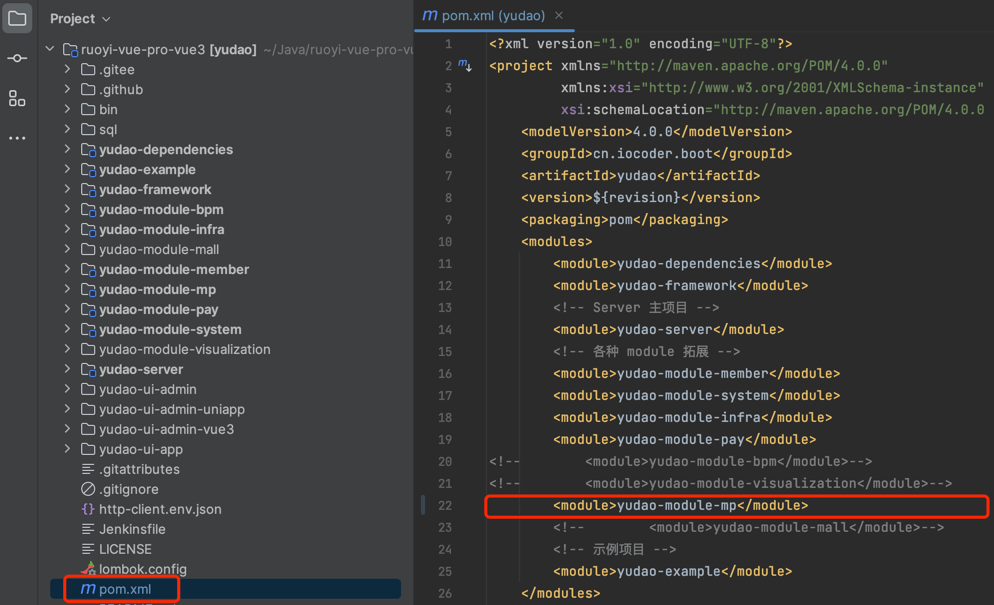 Project
ruoyi-vue-pro-vue3 [yudao] ~/Java/ruoyi-vue-pro-vu
.gitee
.github
bin
sql
yudao-dependencies
yudao-example
yudao-framework
yudao-module-bpm
yudao-module-infra
yudao-module-mall
yudao-module-member
yudao-module-mp
yudao-module-pay
yudao-module-system
yudao-module-visualization
yudao-server
yudao-ui-admin
yudao-ui-admin-uniapp
yudao-ui-admin-vue3
yudao-ui-app
.gitattributes
.gitignore
http-client.env.json
Jenkinsfile
LICENSE
lombok.config
m pom.xml
m pom.xml (yudao)
1 <?xml version="1.0" encoding="UTF-8"?>
2 <project xmlns="http://maven.apache.org/POM/4.0.0"
3 xmlns:xsi="http://www.w3.org/2001/XMLSchema-instance"
4 xsi:schemaLocation="http://maven.apache.org/POM/4.0.0
5 <modelVersion>4.0.0</modelVersion>
6 <groupId>cn.iocoder.boot</groupId>
7 <artifactId>yudao</artifactId>
8 <version>${revision}</version>
9 <packaging>pom</packaging>
10 <modules>
11 <module>yudao-dependencies</module>
12 <module>yudao-framework</module>
13 <!-- Server 主项目 -->
14 <module>yudao-server</module>
15 <!-- 各种 module 拓展 -->
16 <module>yudao-module-member</module>
17 <module>yudao-module-system</module>
18 <module>yudao-module-infra</module>
19 <module>yudao-module-pay</module>
20 <!-- <module>yudao-module-bpm</module>-->
21 <!-- <module>yudao-module-visualization</module>-->
22 <module>yudao-module-mp</module>
23 <!-- <module>yudao-module-mall</module>-->
24 <!-- 示例项目 -->
25 <module>yudao-example</module>
26 </modules>